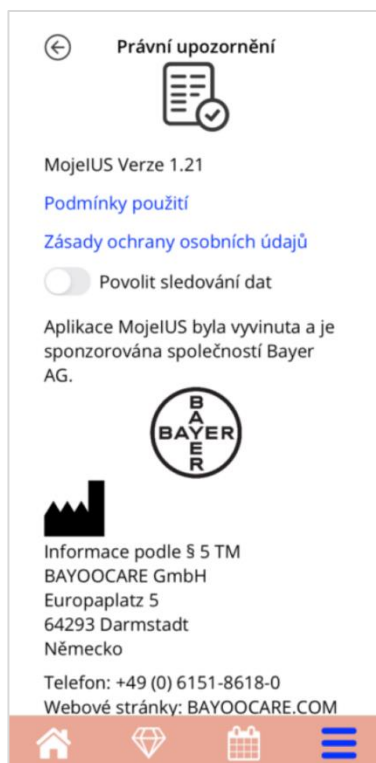 Právní upozornění
MojeIUS Verze 1.21
Podmínky použití
Zásady ochrany osobních údajů
Povolit sledování dat
Aplikace MojeIUS byla vyvinuta a je
sponzorována společností Bayer
AG.
BAYER
BAYER
Informace podle § 5 TM
BAYOOCARE GmbH
Europaplatz 5
64293 Darmstadt
Německo
Telefon: +49 (0) 6151-8618-0
Webové stránky: BAYOOCARE.COM